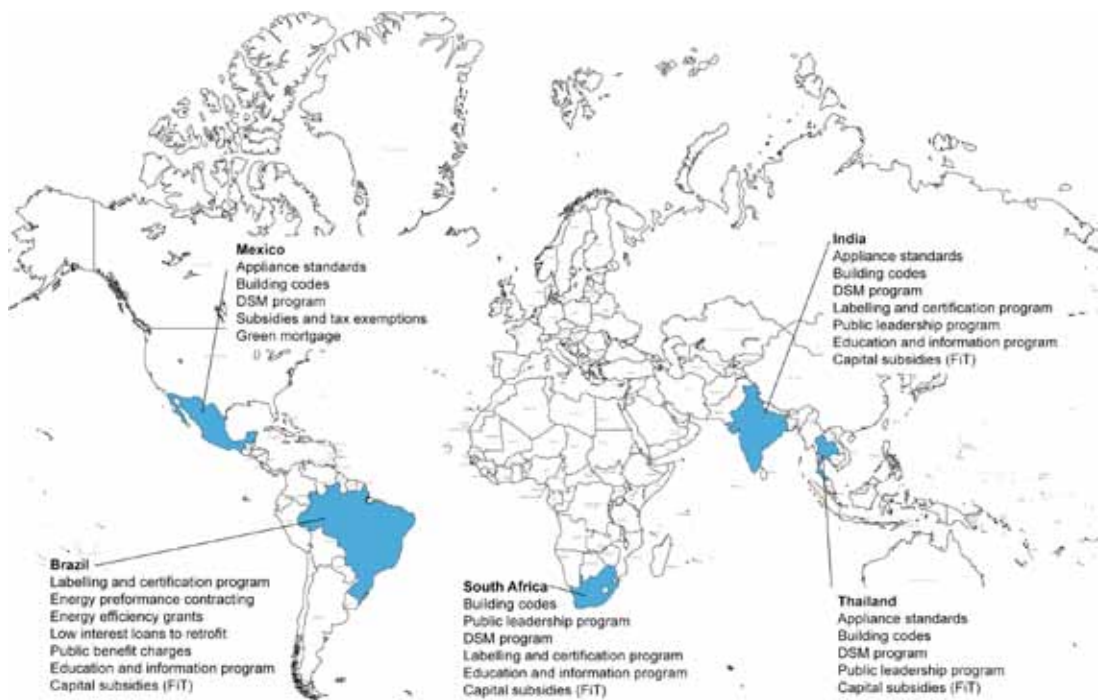 Mexico
Appliance standards
Building codes
DSM program
Subsidies and tax exemptions
Green mortgage
India
Appliance standards
Building codes
DSM program
Labelling and certification program
Public leadership program
Education and information program
Capital subsidies (FiT)
Brazil
Labelling and certification program
Energy preformance contracting
Energy efficiency grants
Low interest loans to retrofit
Public benefit charges
Education and information program
Capital subsidies (FiT)
South Africa
Building codes
Public leadership program
DSM program
Labelling and certification program
Education and information program
Capital subsidies (FiT)
Thailand
Appliance standards
Building codes
DSM program
Public leadership program
Capital subsidies (FiT)